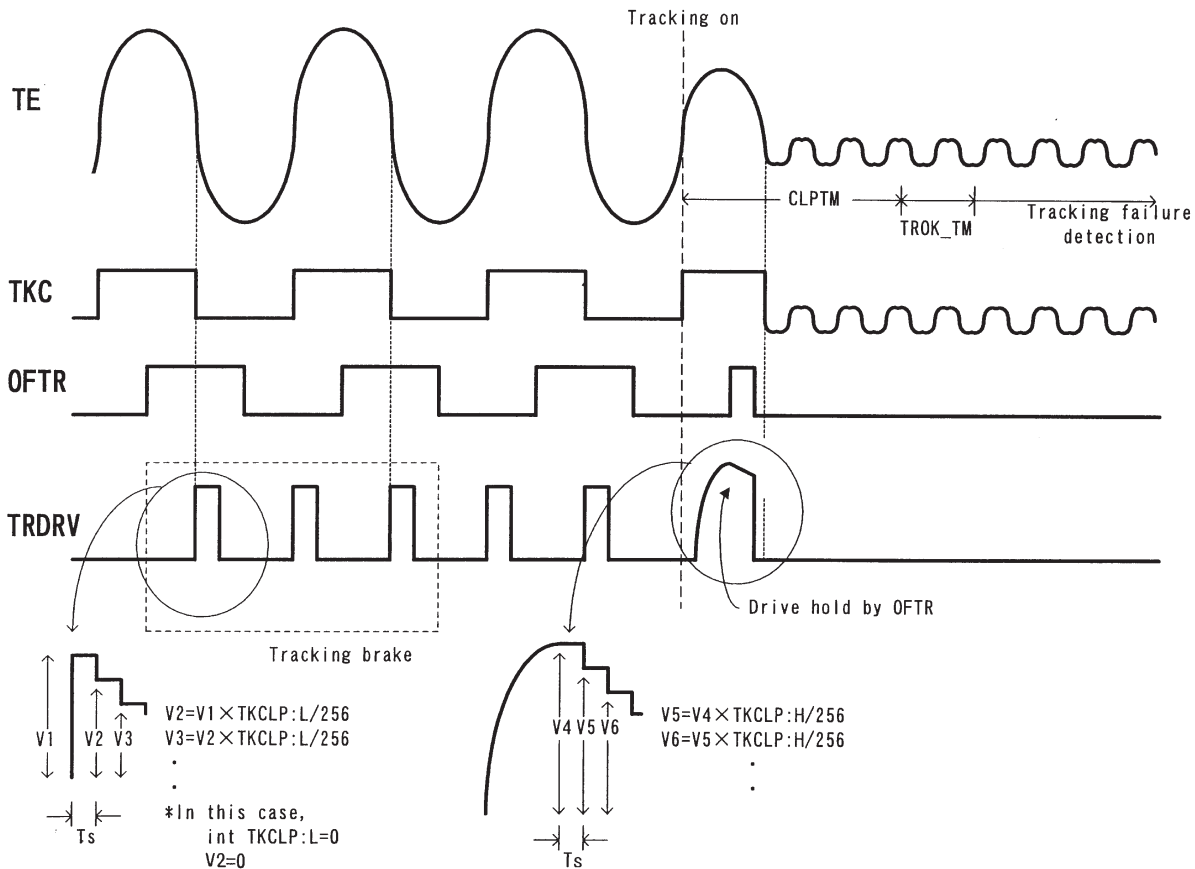 Tracking on
TE
CLPTM
TROK_TM
Tracking failure
detection
TKC
OFTR
TRDRV
Drive hold by OFTR
Tracking brake
V1
V2
V3
V2=V1×TKCLP:L/256
V3=V2×TKCLP:L/256
.
.
*In this case,
int TKCLP:L=0
V2=0
Ts
V4
V5
V6
V5=V4×TKCLP:H/256
V6=V5×TKCLP:H/256
.
.
Ts